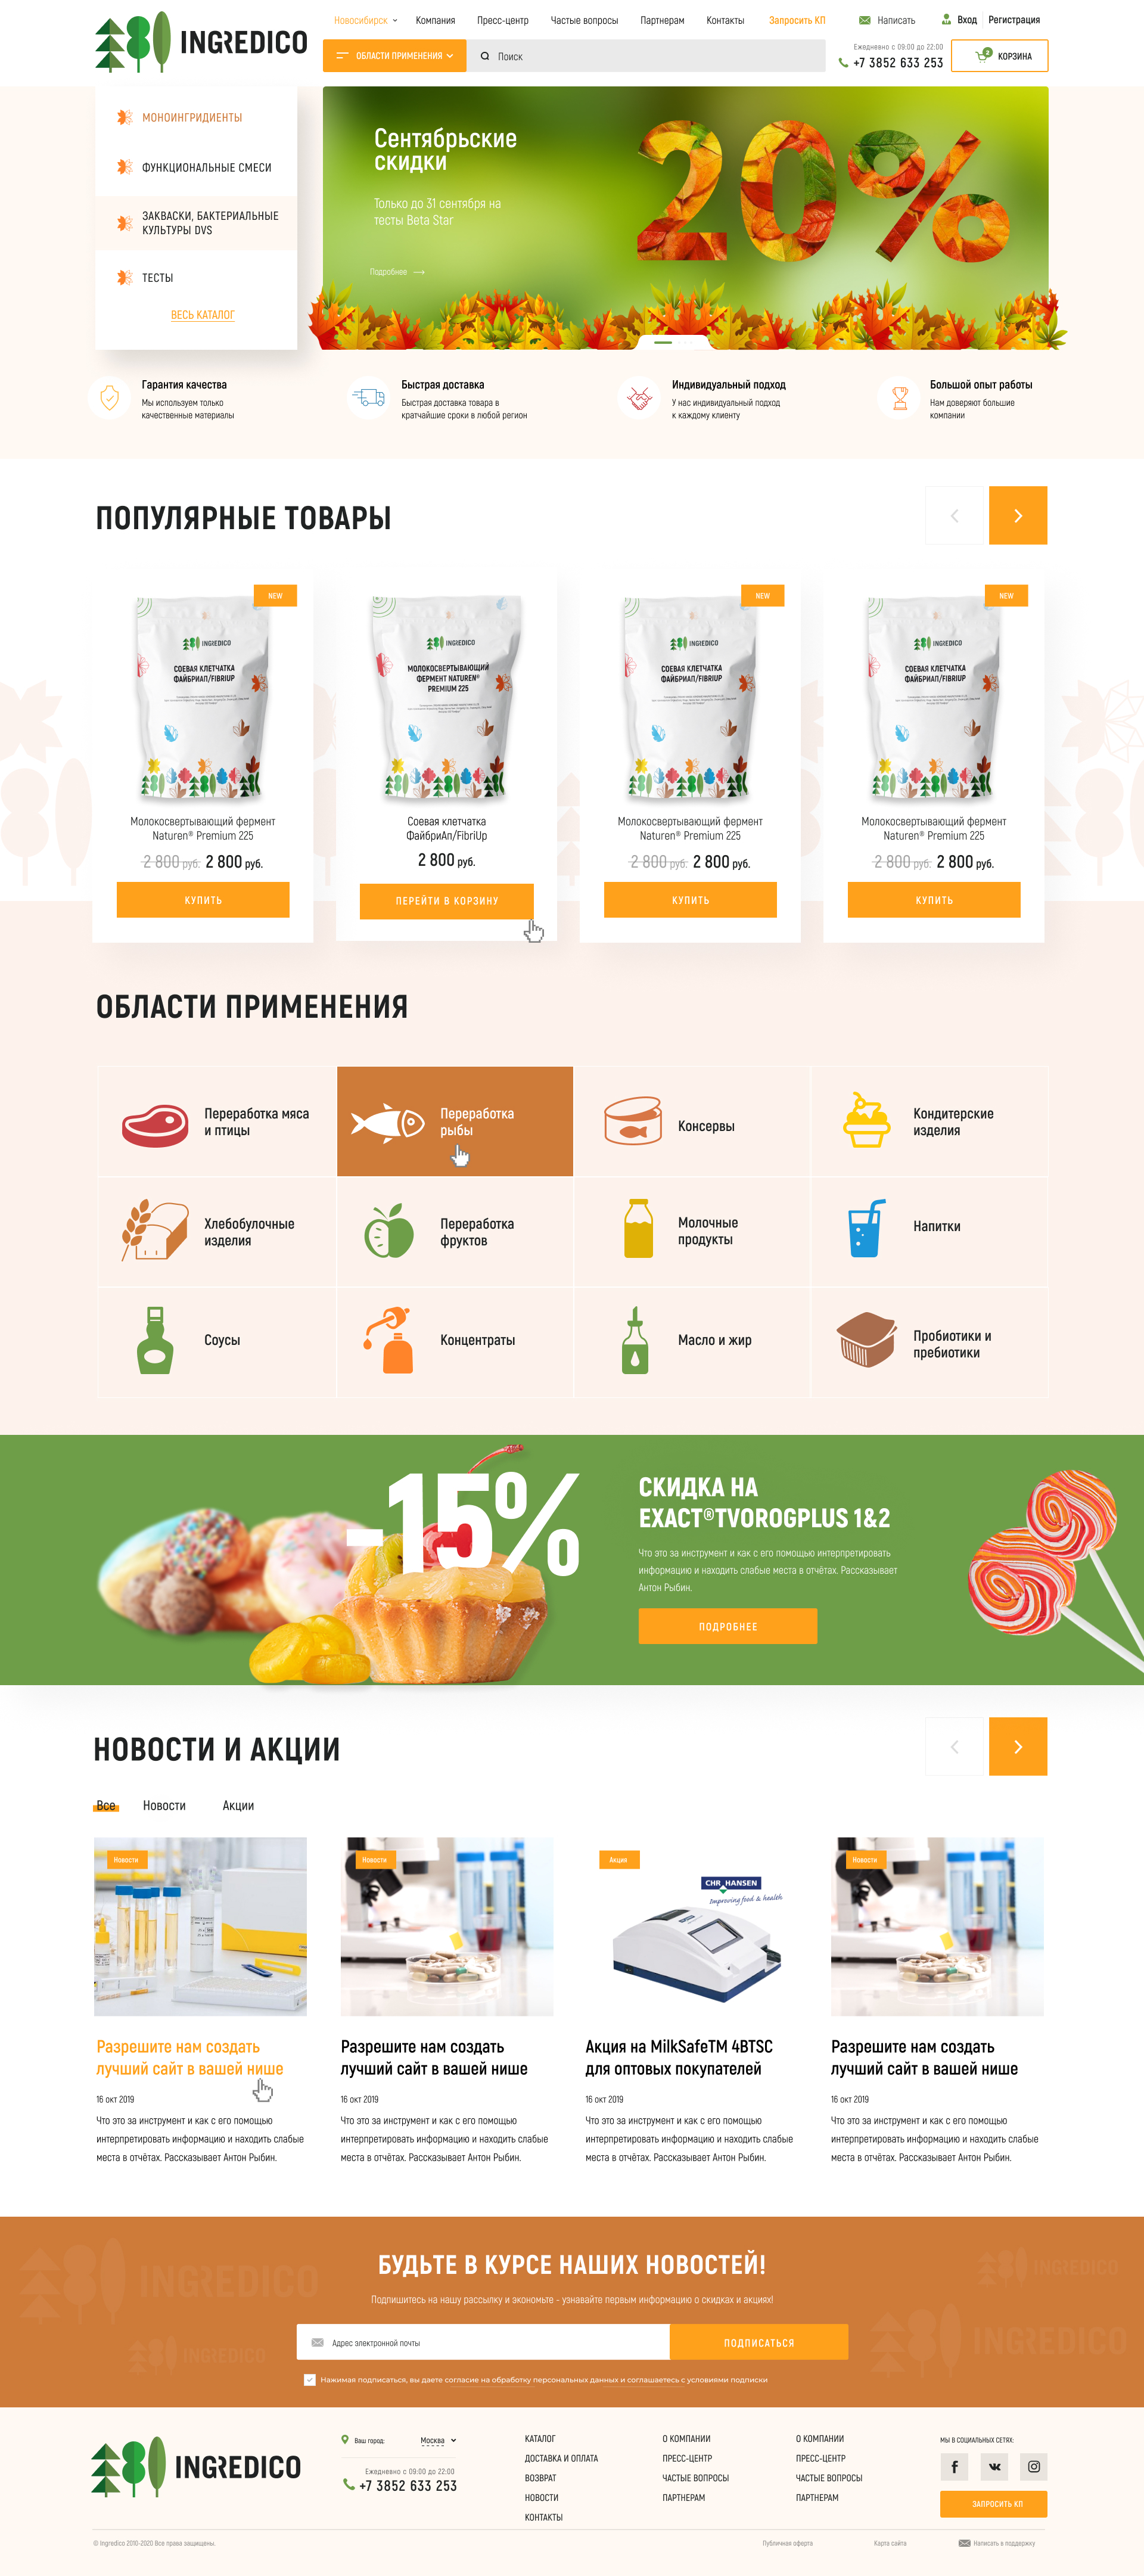 INGREDICO
Новосибирск
Компания
Пресс-центр
Частые вопросы
Партнерам
Контакты
Запросить КП
Написать
Вход
Регистрация
ОБЛАСТИ ПРИМЕНЕНИЯ
Поиск
Ежедневно с 09:00 до 22:00
+7 3852 633 253
2
КОРЗИНА
МОНОИНГРИДИЕНТЫ
ФУНКЦИОНАЛЬНЫЕ СМЕСИ
ЗАКВАСКИ, БАКТЕРИАЛЬНЫЕ
КУЛЬТУРЫ DVS
ТЕСТЫ
ВЕСЬ КАТАЛОГ
Сентябрьские
скидки
Только до 31 сентября на
тесты Beta Star
Подробнее
20%
Гарантия качества
Мы используем только
качественные материалы
Быстрая доставка
Быстрая доставка товара в
кратчайшие сроки в любой регион
Индивидуальный подход
У нас индивидуальный подход
к каждому клиенту
Большой опыт работы
Нам доверяют большие
компании
ПОПУЛЯРНЫЕ ТОВАРЫ
NEW
INGREDICO
СОЕВАЯ КЛЕТЧАТКА
ФАЙБРИАП/FIBRIUP
Молокосвертывающий фермент
Naturen® Premium 225
2 800 руб. 2 800 руб.
КУПИТЬ
INGREDICO
МОЛОКОСВЕРТЫВАЮЩИЙ
ФЕРМЕНТ NATUREN®
PREMIUM 225
Соевая клетчатка
ФайбриАп/FibriUp
2 800 руб.
ПЕРЕЙТИ В КОРЗИНУ
NEW
INGREDICO
СОЕВАЯ КЛЕТЧАТКА
ФАЙБРИАП/FIBRIUP
Молокосвертывающий фермент
Naturen® Premium 225
2 800 руб. 2 800 руб.
КУПИТЬ
NEW
INGREDICO
СОЕВАЯ КЛЕТЧАТКА
ФАЙБРИАП/FIBRIUP
Молокосвертывающий фермент
Naturen® Premium 225
2 800 руб. 2 800 руб.
КУПИТЬ
ОБЛАСТИ ПРИМЕНЕНИЯ
Переработка мяса
и птицы
Переработка
рыбы
Консервы
Кондитерские
изделия
Хлебобулочные
изделия
Переработка
фруктов
Молочные
продукты
Напитки
Соусы
Концентраты
Масло и жир
Пробиотики и
пребиотики
-15%
СКИДКА НА
EXACT®TVOROGPLUS 1&2
Что это за инструмент и как с его помощью интерпретировать
информацию и находить слабые места в отчётах. Рассказывает
Антон Рыбин.
ПОДРОБНЕЕ
НОВОСТИ И АКЦИИ
Все
Новости
Акции
Новости
Разрешите нам создать
лучший сайт в вашей нише
16 окт 2019
Что это за инструмент и как с его помощью
интерпретировать информацию и находить слабые
места в отчётах. Рассказывает Антон Рыбин.
Новости
Разрешите нам создать
лучший сайт в вашей нише
16 окт 2019
Что это за инструмент и как с его помощью
интерпретировать информацию и находить слабые
места в отчётах. Рассказывает Антон Рыбин.
Акция
CHR HANSEN
Improving food & health
Акция на MilkSafeTM 4BTSC
для оптовых покупателей
16 окт 2019
Что это за инструмент и как с его помощью
интерпретировать информацию и находить слабые
места в отчётах. Рассказывает Антон Рыбин.
Новости
Разрешите нам создать
лучший сайт в вашей нише
16 окт 2019
Что это за инструмент и как с его помощью
интерпретировать информацию и находить слабые
места в отчётах. Рассказывает Антон Рыбин.
INGREDICO
INGREDICO
INGREDICO
INGREDICO
БУДЬТЕ В КУРСЕ НАШИХ НОВОСТЕЙ!
Подпишитесь на нашу рассылку и экономьте - узнавайте первым информацию о скидках и акциях!
Адрес электронной почты
ПОДПИСАТЬСЯ
Нажимая подписаться, вы даете согласие на обработку персональных данных и соглашаетесь с условиями подписки
INGREDICO
Ваш город:
Москва
Ежедневно с 09:00 до 22:00
+7 3852 633 253
КАТАЛОГ
ДОСТАВКА И ОПЛАТА
ВОЗВРАТ
НОВОСТИ
КОНТАКТЫ
О КОМПАНИИ
ПРЕСС-ЦЕНТР
ЧАСТЫЕ ВОПРОСЫ
ПАРТНЕРАМ
О КОМПАНИИ
ПРЕСС-ЦЕНТР
ЧАСТЫЕ ВОПРОСЫ
ПАРТНЕРАМ
МЫ В СОЦИАЛЬНЫХ СЕТЯХ:
ЗАПРОСИТЬ КП
© Ingredico 2010-2020 Все права защищены.
Публичная оферта
Карта сайта
Написать в поддержку